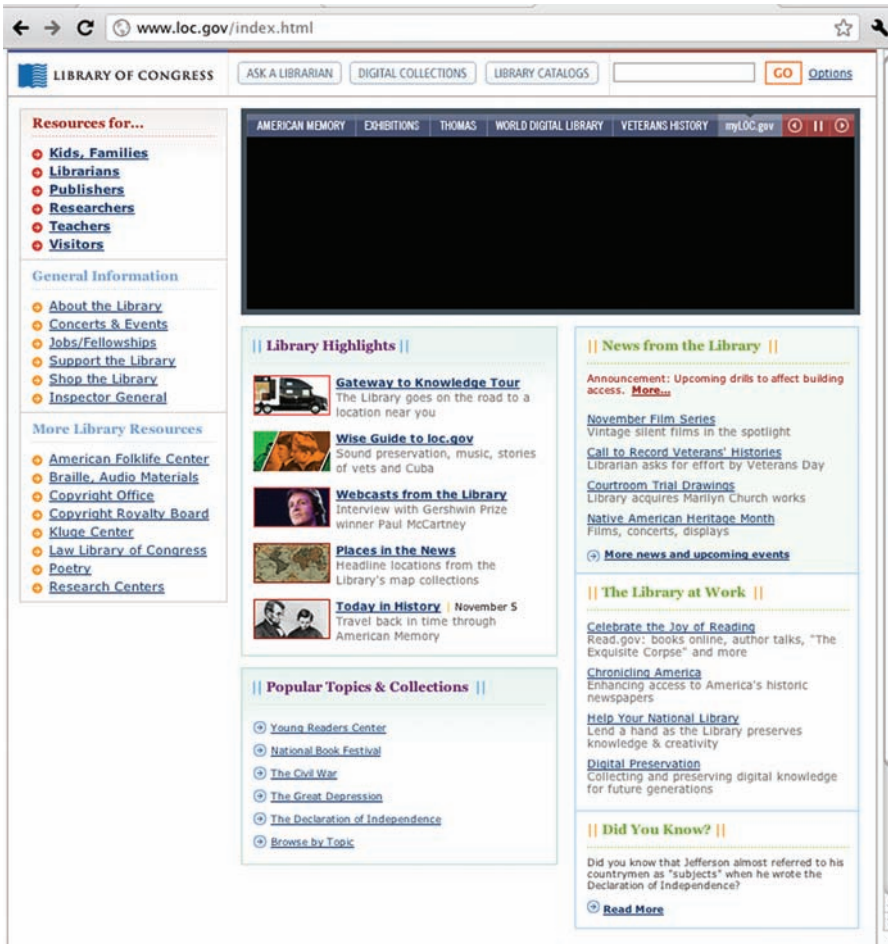 www.loc.gov/index.html
LIBRARY OF CONGRESS
ASK A LIBRARIAN
DIGITAL COLLECTIONS
LIBRARY CATALOGS
GO
Options
Resources for...
Kids, Families
Librarians
Publishers
Researchers
Teachers
Visitors
General Information
About the Library
Concerts & Events
Jobs/Fellowships
Support the Library
Shop the Library
Inspector General
More Library Resources
American Folklife Center
Braille, Audio Materials
Copyright Office
Copyright Royalty Board
Kluge Center
Law Library of Congress
Poetry
Research Centers
AMERICAN MEMORY
EXHIBITIONS
THOMAS
WORLD DIGITAL LIBRARY
VETERANS HISTORY
myLOC.gov
|| Library Highlights ||
Gateway to Knowledge Tour
The Library goes on the road to a
location near you
Wise Guide to loc.gov
Sound preservation, music, stories
of vets and Cuba
Webcasts from the Library
Interview with Gershwin Prize
winner Paul McCartney
Places in the News
Headline locations from the
Library's map collections
Today in History | November 5
Travel back in time through
American Memory
|| Popular Topics & Collections ||
Young Readers Center
National Book Festival
The Civil War
The Great Depression
The Declaration of Independence
Browse by Topic
|| News from the Library ||
Announcement: Upcoming drills to affect building
access. More...
November Film Series
Vintage silent films in the spotlight
Call to Record Veterans' Histories
Librarian asks for effort by Veterans Day
Courtroom Trial Drawings
Library acquires Marilyn Church works
Native American Heritage Month
Films, concerts, displays
More news and upcoming events
|| The Library at Work ||
Celebrate the Joy of Reading
Read.gov: books online, author talks, "The
Exquisite Corpse" and more
Chronicling America
Enhancing access to America's historic
newspapers
Help Your National Library
Lend a hand as the Library preserves
knowledge & creativity
Digital Preservation
Collecting and preserving digital knowledge
for future generations
|| Did You Know? ||
Did you know that Jefferson almost referred to his
countrymen as "subjects" when he wrote the
Declaration of Independence?
Read More